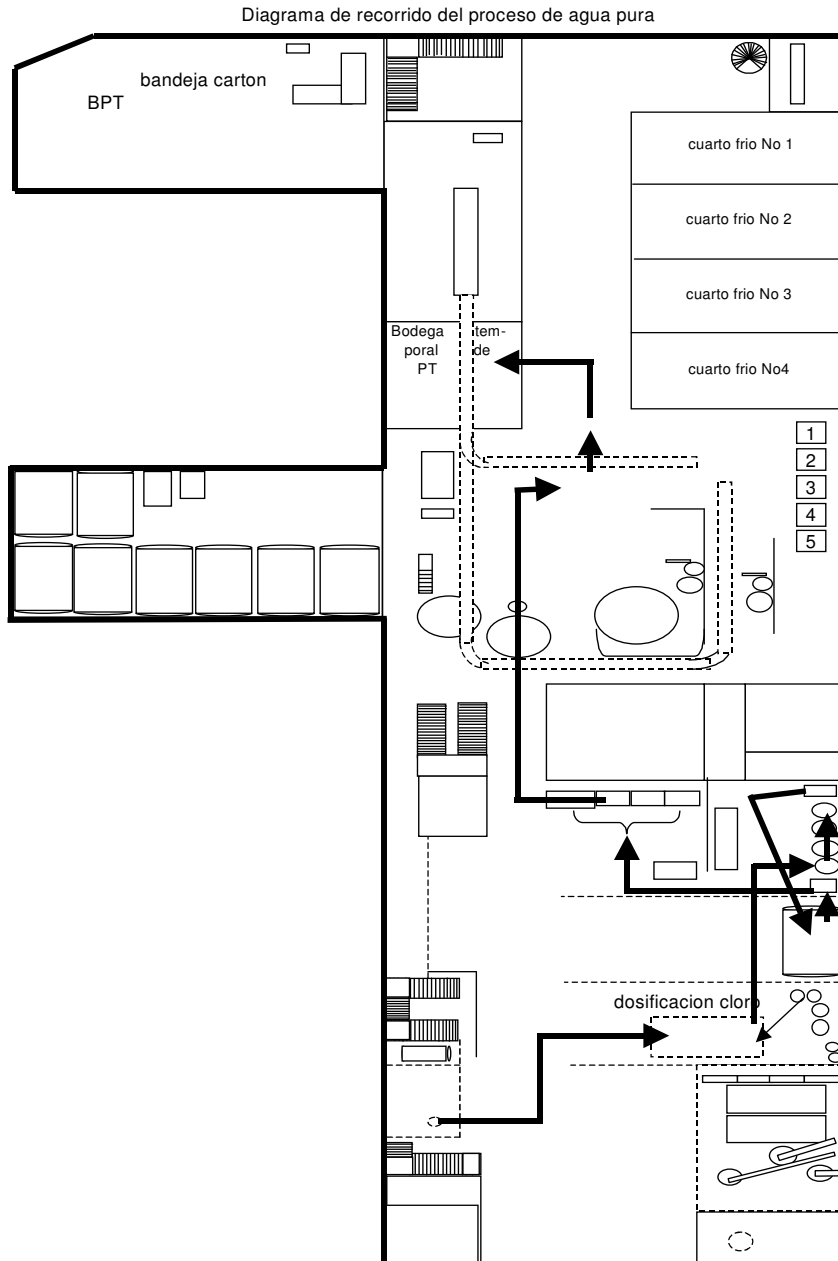 Diagrama de recorrido del proceso de agua pura
bandeja carton
BPT
cuarto frio No 1
cuarto frio No 2
cuarto frio No 3
cuarto frio No4
Bodega tem-
poral de
PT
1
2
3
4
5
dosificacion cloro